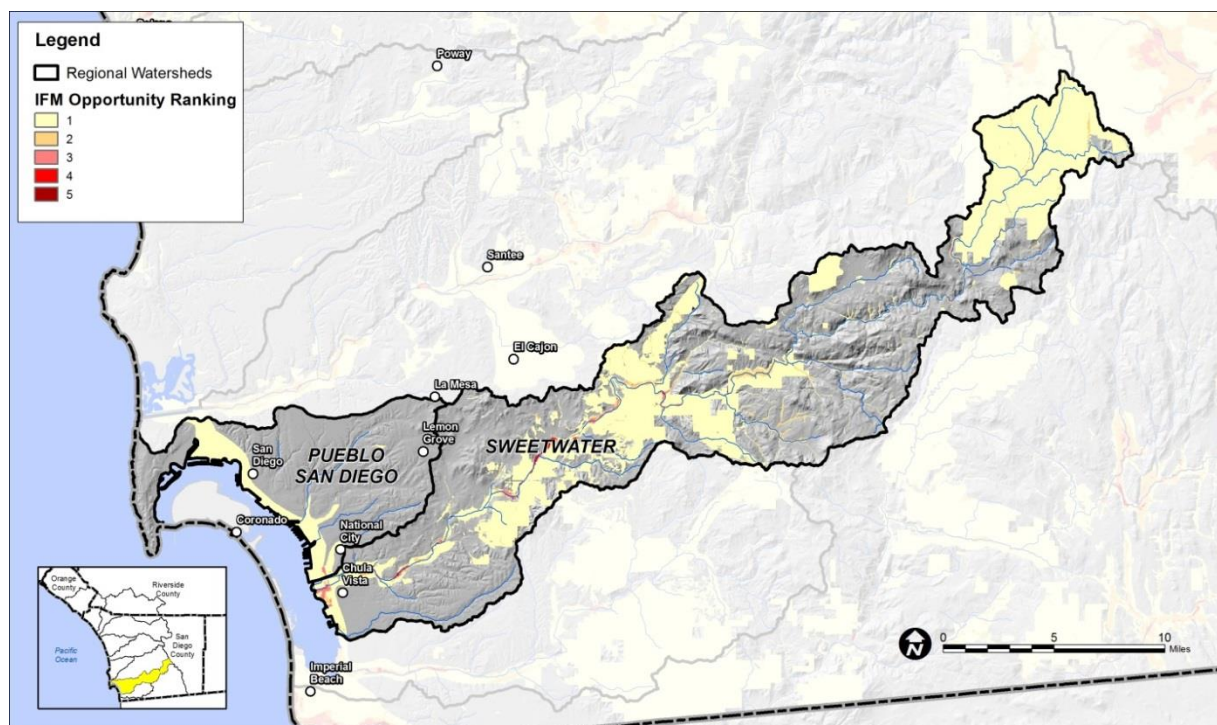 Legend
Regional Watersheds
IFM Opportunity Ranking
1
2
3
4
5
Poway
Santee
El Cajon
La Mesa
Lemon
Grove
SWEETWATER
PUEBLO
SAN DIEGO
San
Diego
Coronado
National
City
Chula
Vista
Imperial
Beach
Orange
County
Riverside
County
San
Diego
County
Pacific
Ocean
N
0 5 10
Miles